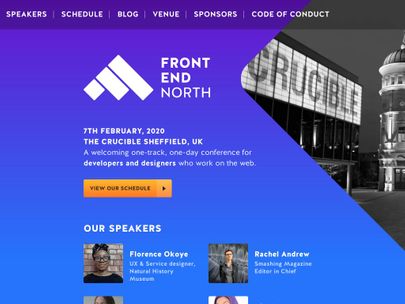 SPEAKERS | SCHEDULE | BLOG | VENUE | SPONSORS | CODE OF CONDUCT
FRONT
END
NORTH
CRUCIBLE
7TH FEBRUARY, 2020
THE CRUCIBLE SHEFFIELD, UK
A welcoming one-track, one-day conference for
developers and designers who work on the web.
VIEW OUR SCHEDULE
OUR SPEAKERS
Florence Okoye
UX & Service designer,
Natural History
Museum
Rachel Andrew
Smashing Magazine
Editor in Chief